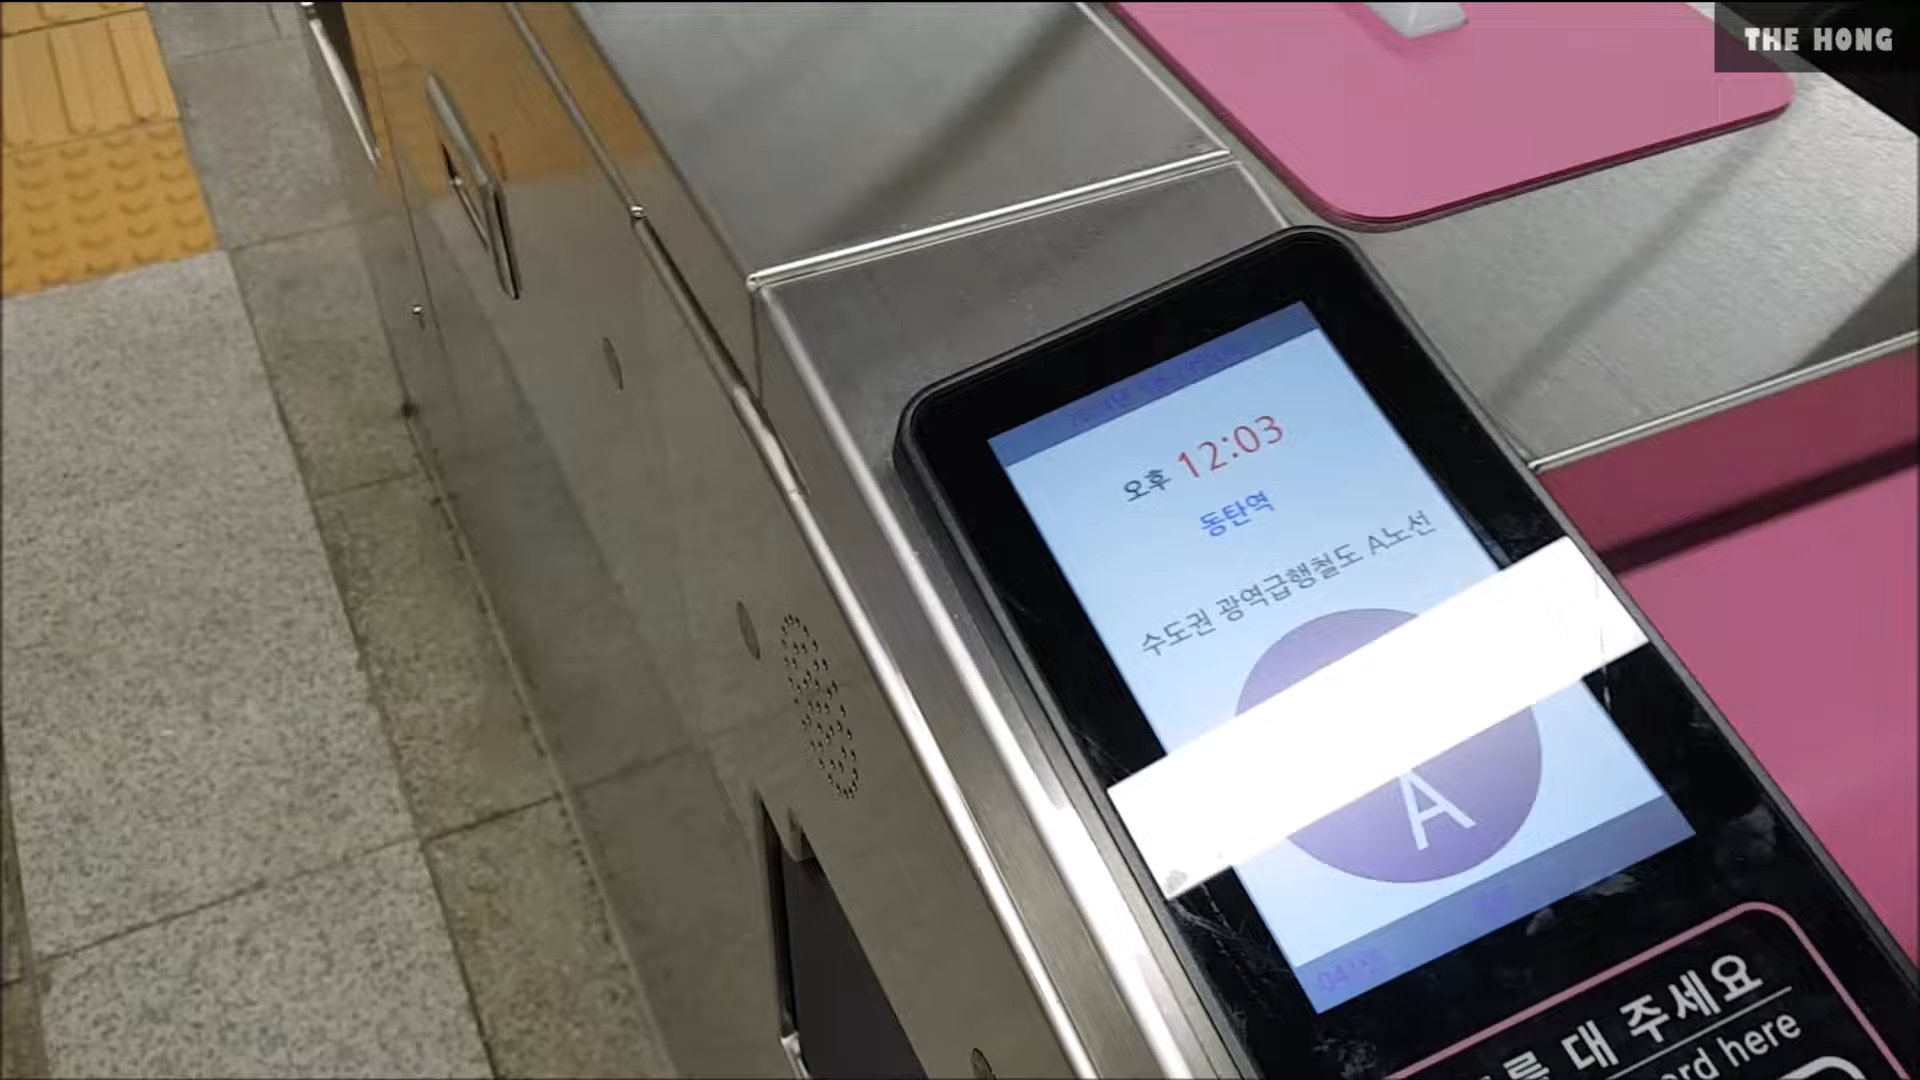 THE HONG
오후 12:03
동탄역
수도권 광역급행철도 A노선
A
를 대 주세요
here